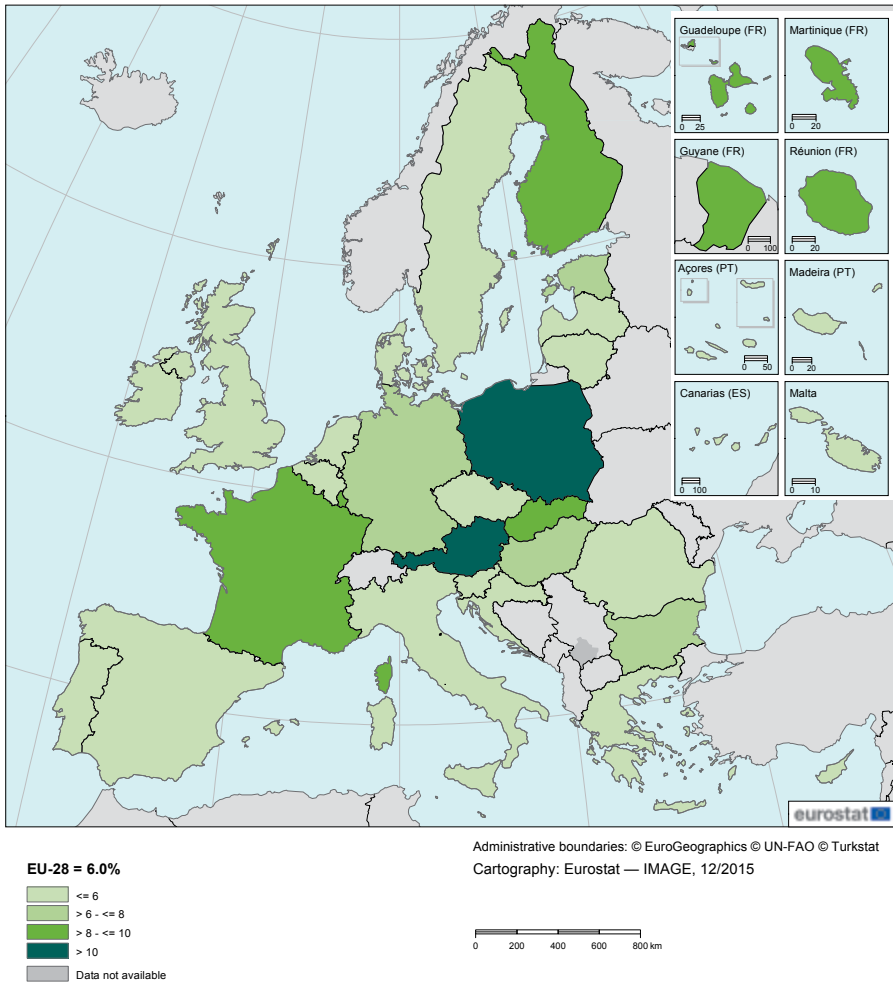 Guadeloupe (FR)
0 25
Martinique (FR)
0 20
Guyane (FR)
0 100
Réunion (FR)
0 20
Açores (PT)
0 50
Madeira (PT)
0 20
Canarias (ES)
0 100
Malta
0 10
eurostat
Administrative boundaries: © EuroGeographics © UN-FAO © Turkstat
Cartography: Eurostat — IMAGE, 12/2015
EU-28 = 6.0%
<= 6
> 6 - <= 8
> 8 - <= 10
> 10
Data not available
0 200 400 600 800 km